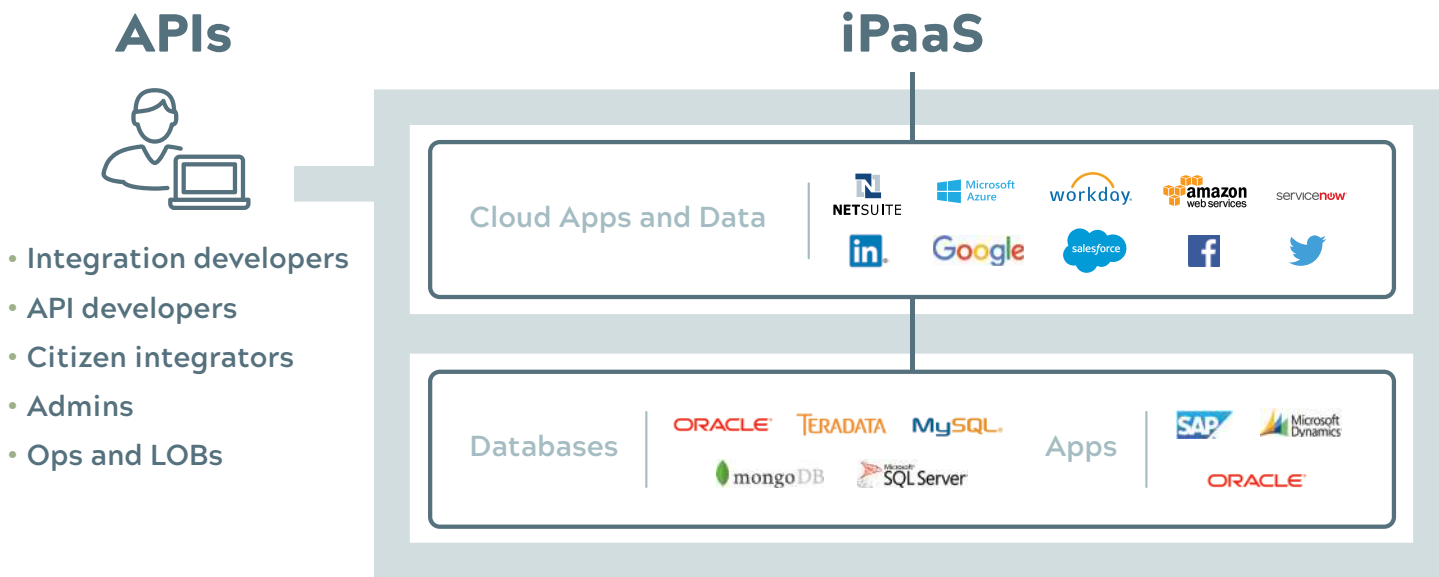 APIs
iPaaS
• Integration developers
• API developers
• Citizen integrators
• Admins
• Ops and LOBs
Cloud Apps and Data
NETSUITE
Microsoft
Azure
workday.
amazon
web services
servicenow
in.
Google
salesforce
f
Databases
ORACLE
TERADATA
MySQL
mongoDB
Microsoft
SQL Server
Apps
SAP
Microsoft
Dynamics
ORACLE